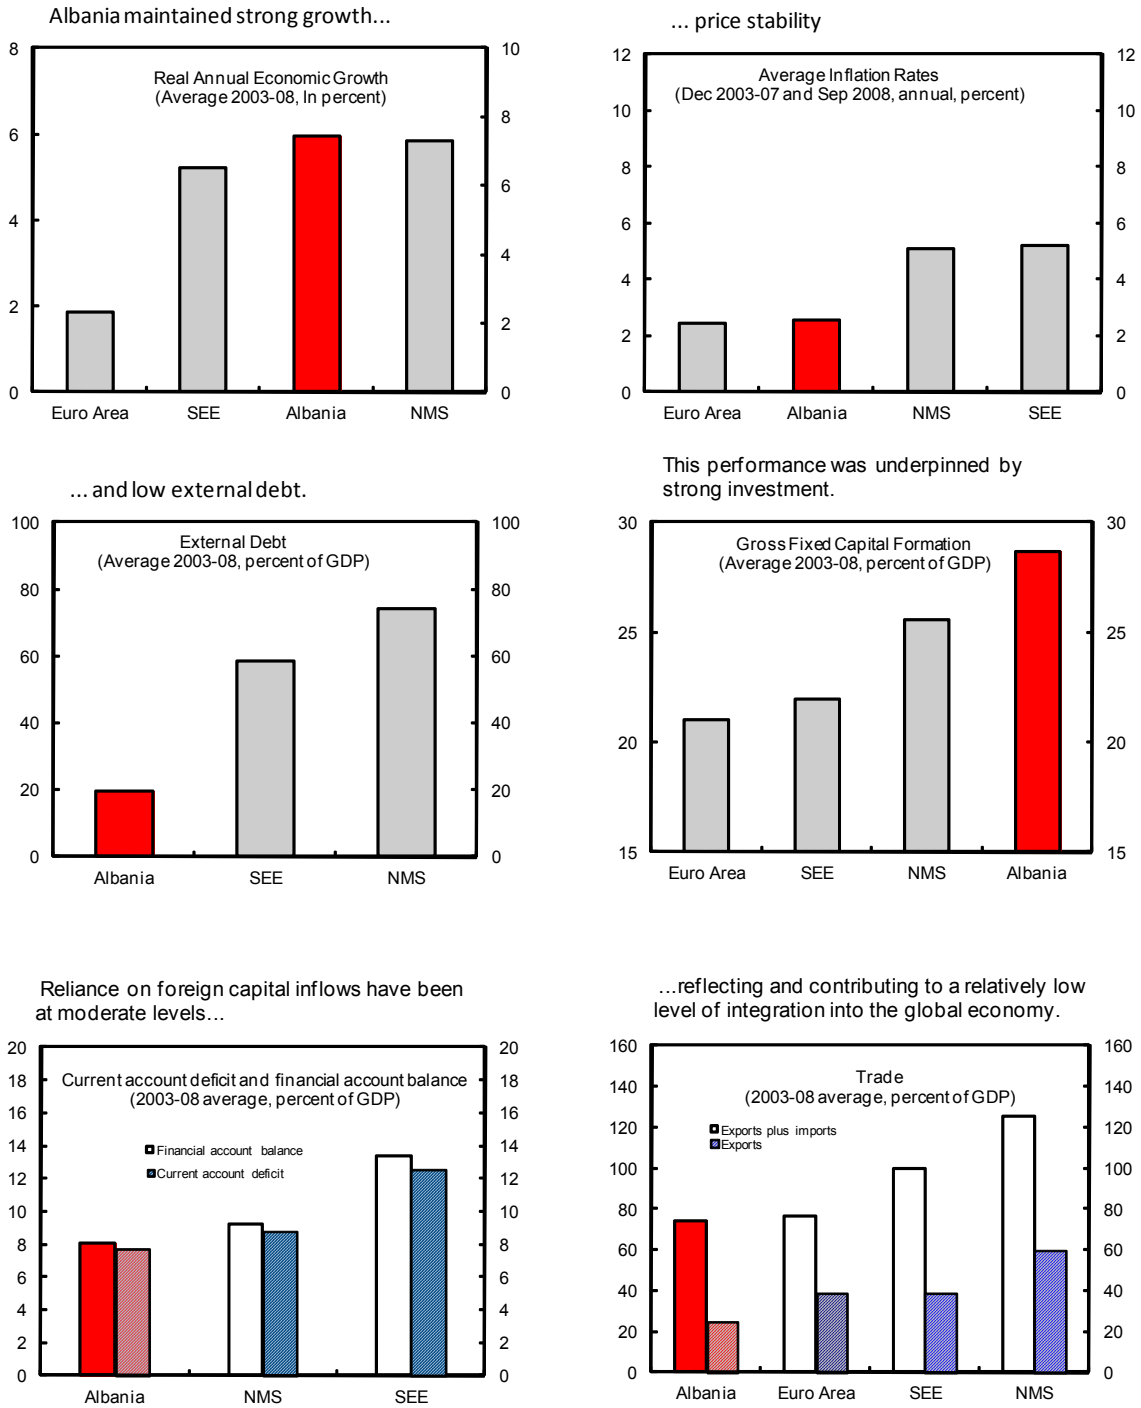 Albania maintained strong growth...
8
6
4
2
0
10
8
6
4
2
0
Real Annual Economic Growth
(Average 2003-08, In percent)
Euro Area SEE Albania NMS
... price stability
12
10
8
6
4
2
0
12
10
8
6
4
2
0
Average Inflation Rates
(Dec 2003-07 and Sep 2008, annual, percent)
Euro Area Albania NMS SEE
... and low external debt.
100
80
60
40
20
0
100
80
60
40
20
0
External Debt
(Average 2003-08, percent of GDP)
Albania SEE NMS
This performance was underpinned by
strong investment.
30
25
20
15
30
25
20
15
Gross Fixed Capital Formation
(Average 2003-08, percent of GDP)
Euro Area SEE NMS Albania
Reliance on foreign capital inflows have been
at moderate levels...
20
18
16
14
12
10
8
6
4
2
0
20
18
16
14
12
10
8
6
4
2
0
Current account deficit and financial account balance
(2003-08 average, percent of GDP)
Financial account balance
Current account deficit
Albania NMS SEE
...reflecting and contributing to a relatively low
level of integration into the global economy.
160
140
120
100
80
60
40
20
0
160
140
120
100
80
60
40
20
0
Trade
(2003-08 average, percent of GDP)
Exports plus imports
Exports
Albania Euro Area SEE NMS